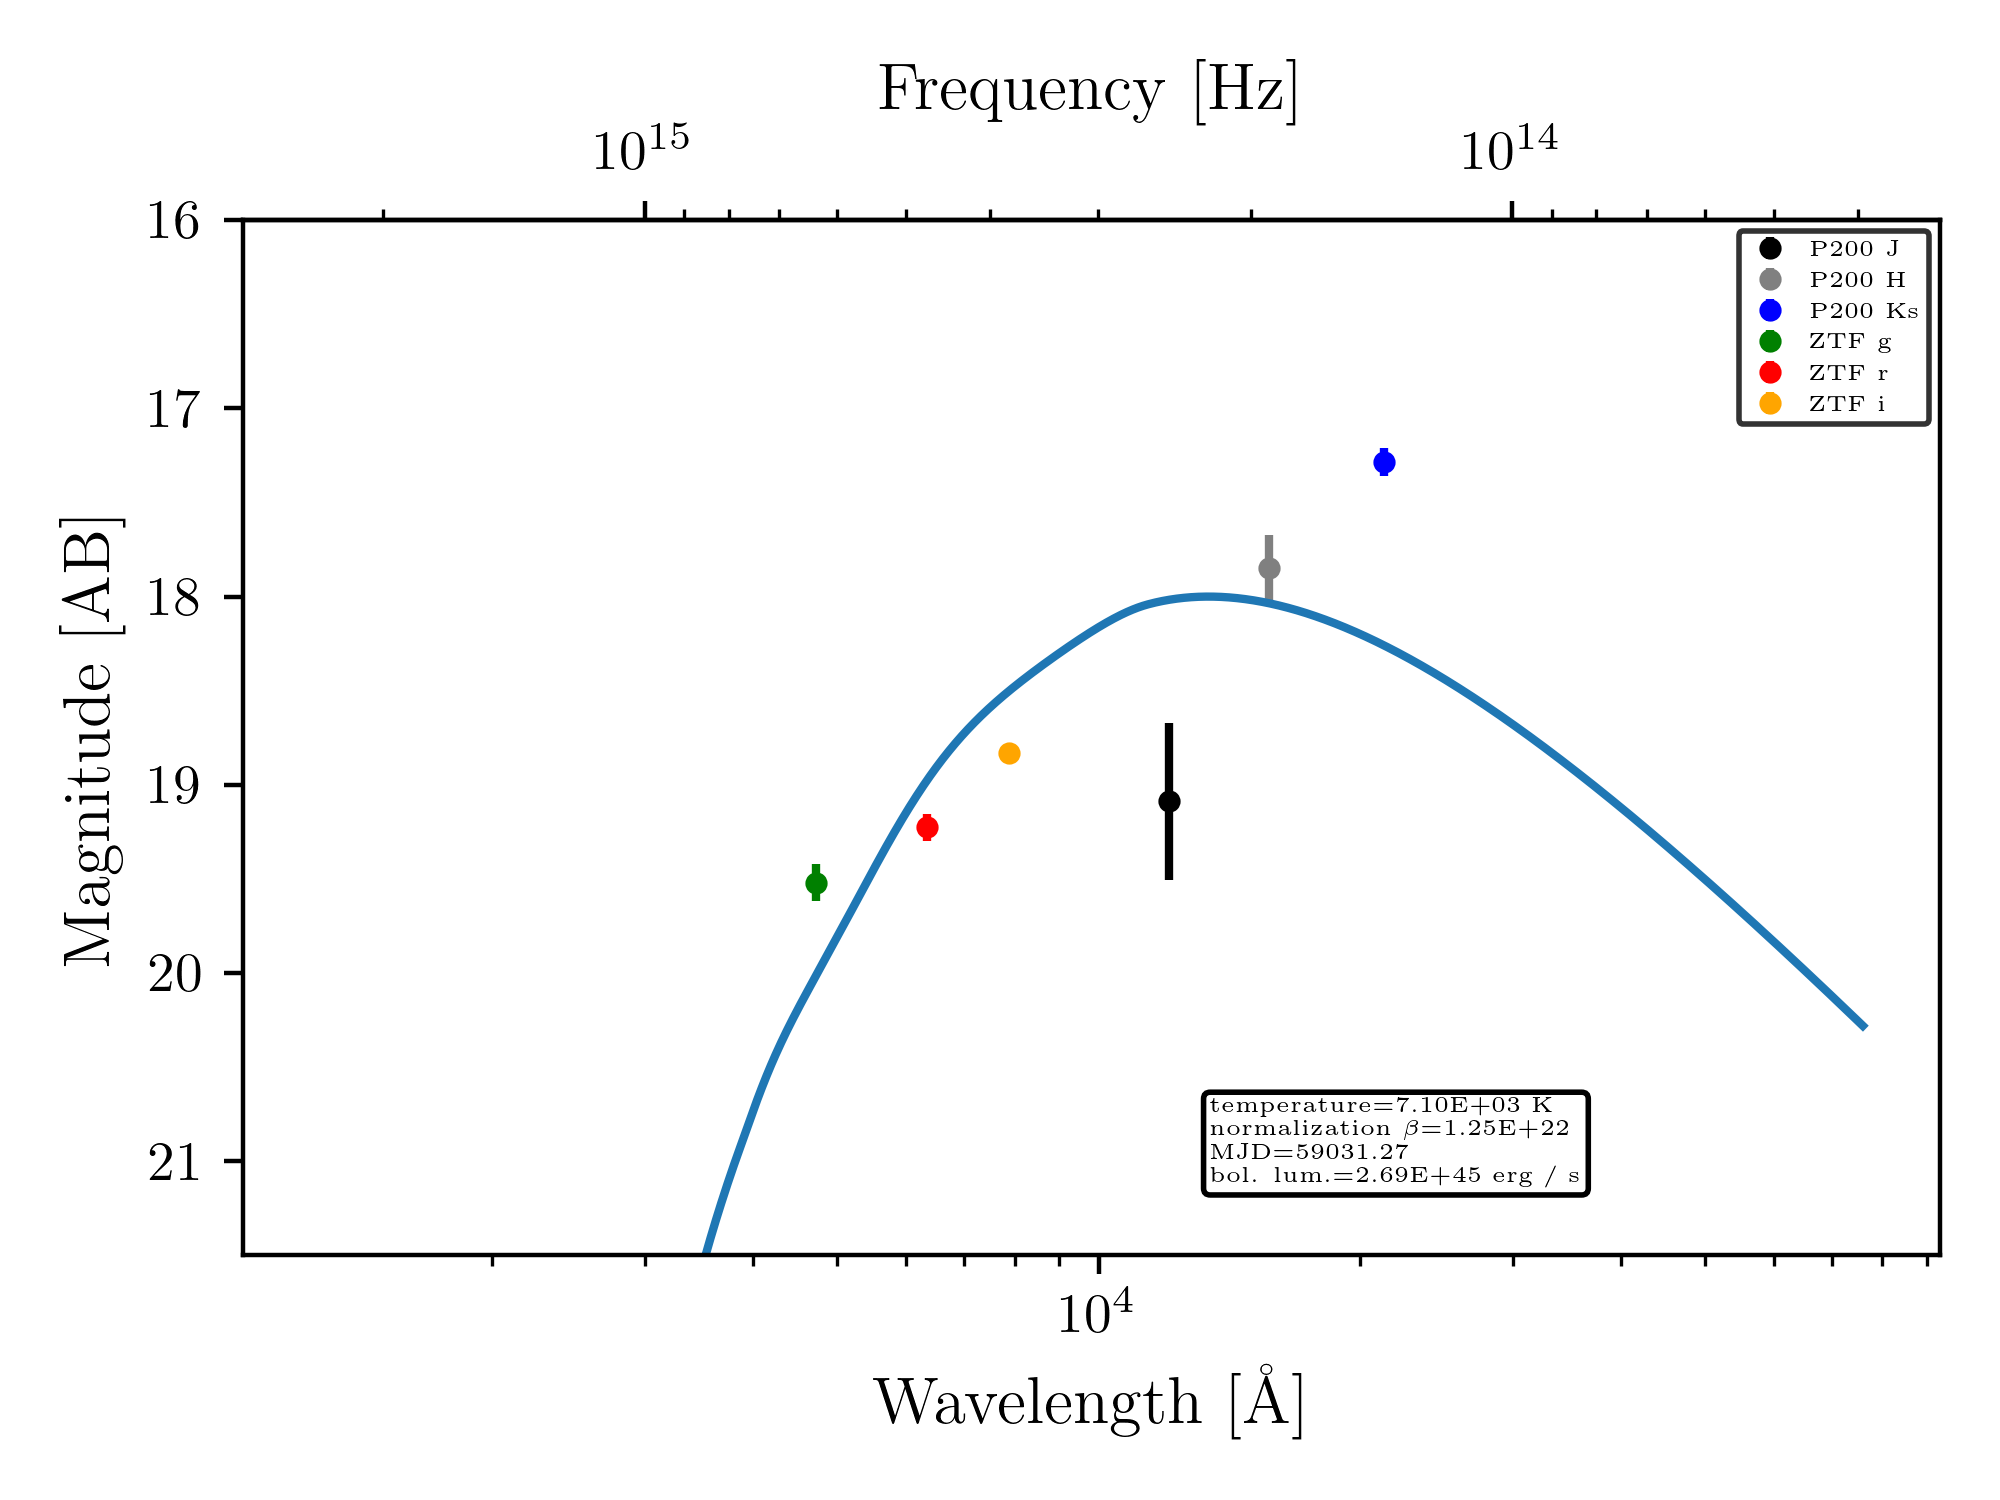 Frequency [Hz]
10^15 10^14
16
17
18
19
20
21
Magnitude [AB]
P200 J
P200 H
P200 Ks
ZTF g
ZTF r
ZTF i
temperature=7.10E+03 K
normalization β=1.25E+22
MJD=59031.27
bol. lum.=2.69E+45 erg / s
10^4
Wavelength [Å]